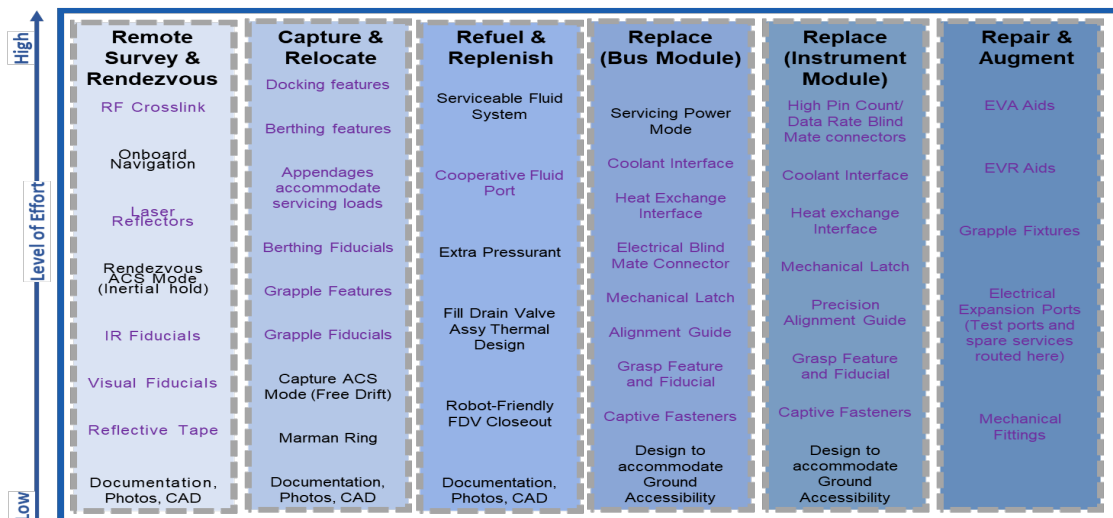 High
Level of Effort
Low
Remote
Survey &
Rendezvous
RF Crosslink
Onboard
Navigation
Laser
Reflectors
Rendezvous
ACS Mode
(Inertial hold)
IR Fiducials
Visual Fiducials
Reflective Tape
Documentation,
Photos, CAD
Capture &
Relocate
Docking features
Berthing features
Appendages
accommodate
servicing loads
Berthing Fiducials
Grapple Features
Grapple Fiducials
Capture ACS
Mode (Free Drift)
Marman Ring
Documentation,
Photos, CAD
Refuel &
Replenish
Serviceable Fluid
System
Cooperative Fluid
Port
Extra Pressurant
Fill Drain Valve
Assy Thermal
Design
Robot-Friendly
FDV Closeout
Documentation,
Photos, CAD
Replace
(Bus Module)
Servicing Power
Mode
Coolant Interface
Heat Exchange
Interface
Electrical Blind
Mate Connector
Mechanical Latch
Alignment Guide
Grasp Feature
and Fiducial
Captive Fasteners
Design to
accommodate
Ground
Accessibility
Replace
(Instrument
Module)
High Pin Count/
Data Rate Blind
Mate connectors
Coolant Interface
Heat exchange
Interface
Mechanical Latch
Precision
Alignment Guide
Grasp Feature
and Fiducial
Captive Fasteners
Design to
accommodate
Ground
Accessibility
Repair &
Augment
EVA Aids
EVR Aids
Grapple Fixtures
Electrical
Expansion Ports
(Test ports and
spare services
routed here)
Mechanical
Fittings